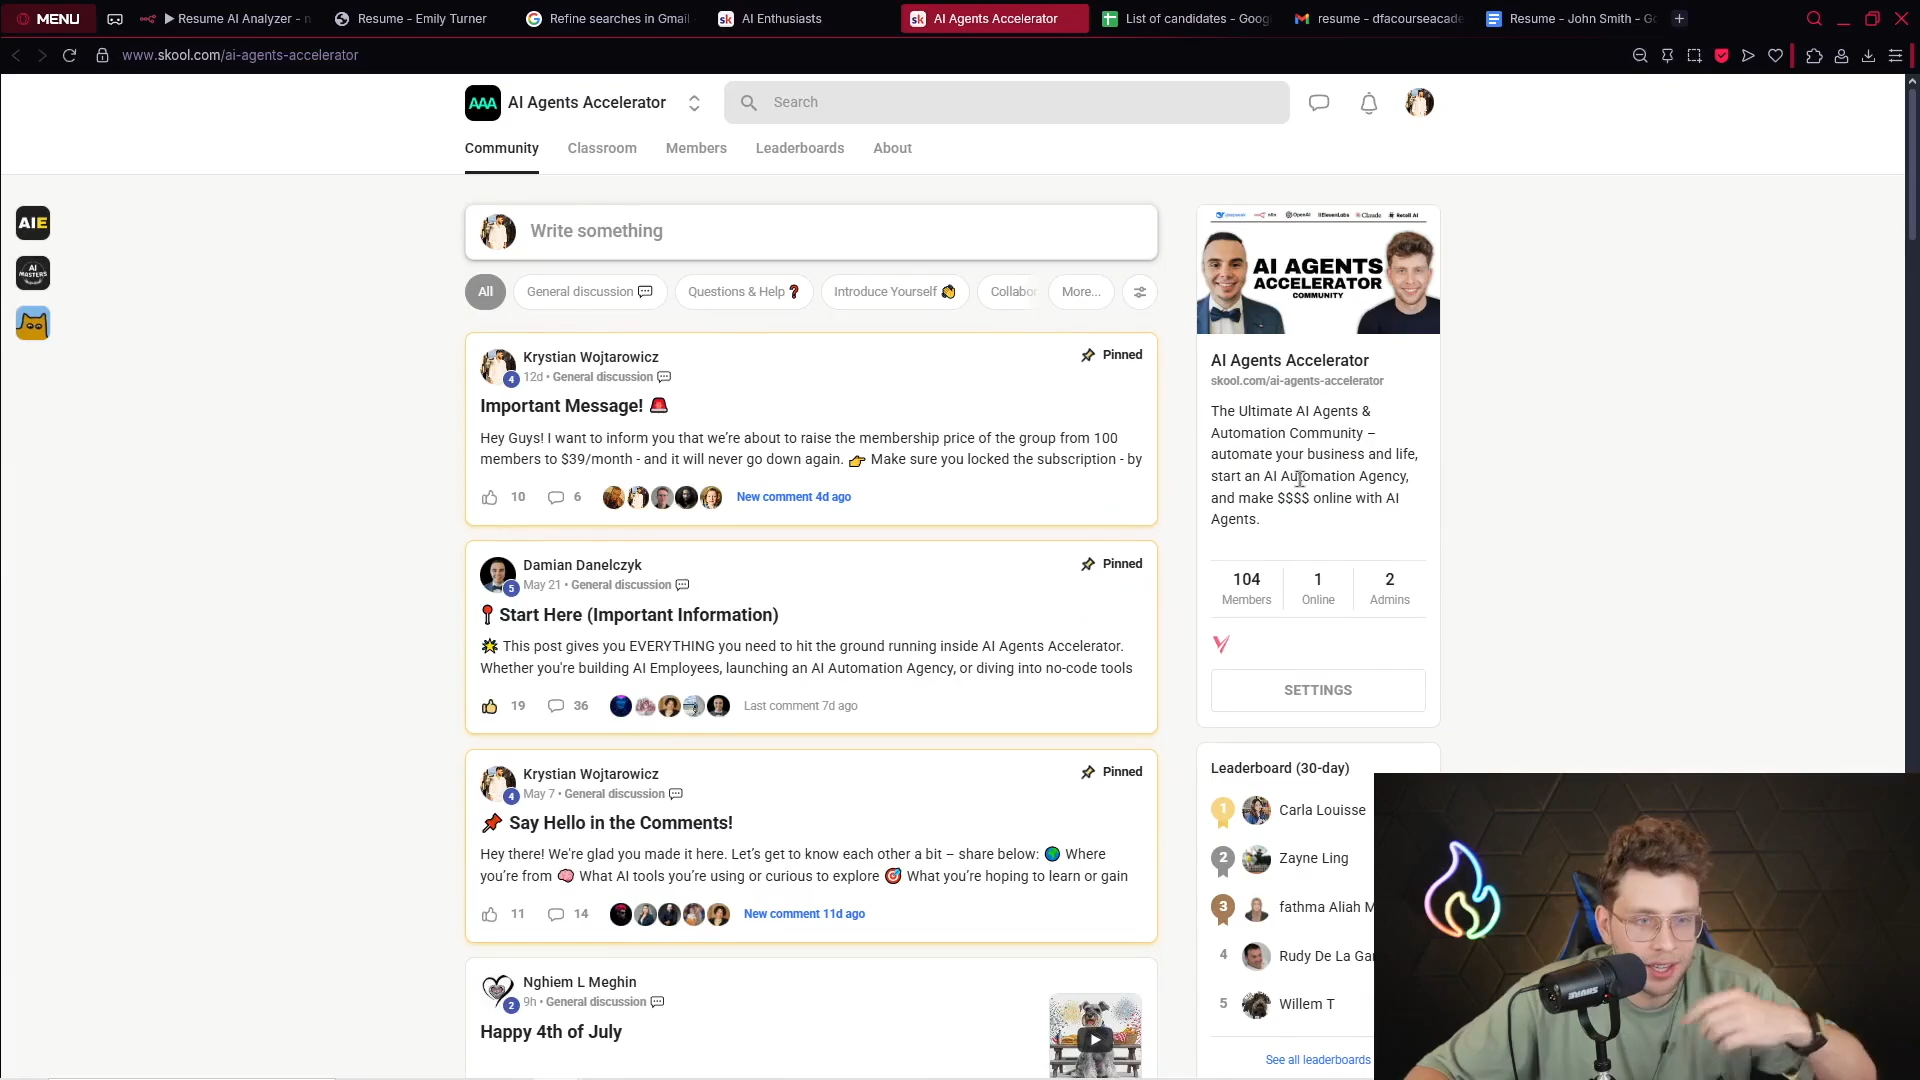 MENU
Resume AI Analyzer - n
Resume – Emily Turner
Refine searches in Gmail
AI Enthusiasts
AI Agents Accelerator
List of candidates - Goog
resume - dfacourseacade
Resume – John Smith - Go
www.skool.com/ai-agents-accelerator
AAA
AI Agents Accelerator
Search
Community
Classroom
Members
Leaderboards
About
AIE
AI
MASTERS
Write something
All
General discussion
Questions & Help
Introduce Yourself
Collabor
More...
Krystian Wojtarowicz
4
12d • General discussion
Pinned
Important Message!
Hey Guys! I want to inform you that we're about to raise the membership price of the group from 100
members to $39/month - and it will never go down again. Make sure you locked the subscription - by
10
6
New comment 4d ago
Damian Danelczyk
5
May 21 • General discussion
Pinned
Start Here (Important Information)
This post gives you EVERYTHING you need to hit the ground running inside AI Agents Accelerator.
Whether you're building AI Employees, launching an AI Automation Agency, or diving into no-code tools
19
36
Last comment 7d ago
Krystian Wojtarowicz
4
May 7 • General discussion
Pinned
Say Hello in the Comments!
Hey there! We're glad you made it here. Let's get to know each other a bit – share below: Where
you're from What AI tools you're using or curious to explore What you're hoping to learn or gain
11
14
New comment 11d ago
Nghiem L Meghin
2
9h • General discussion
Happy 4th of July
deepseek n8n OpenAI ElevenLabs Claude Retell AI
AI AGENTS
ACCELERATOR
COMMUNITY
AI Agents Accelerator
skool.com/ai-agents-accelerator
The Ultimate AI Agents &
Automation Community –
automate your business and life,
start an AI Automation Agency,
and make $$$$ online with AI
Agents.
104
Members
1
Online
2
Admins
SETTINGS
Leaderboard (30-day)
1
Carla Louisse
2
Zayne Ling
3
fathma Aliah M
4
Rudy De La Gar
5
Willem T
See all leaderboards
SHURE